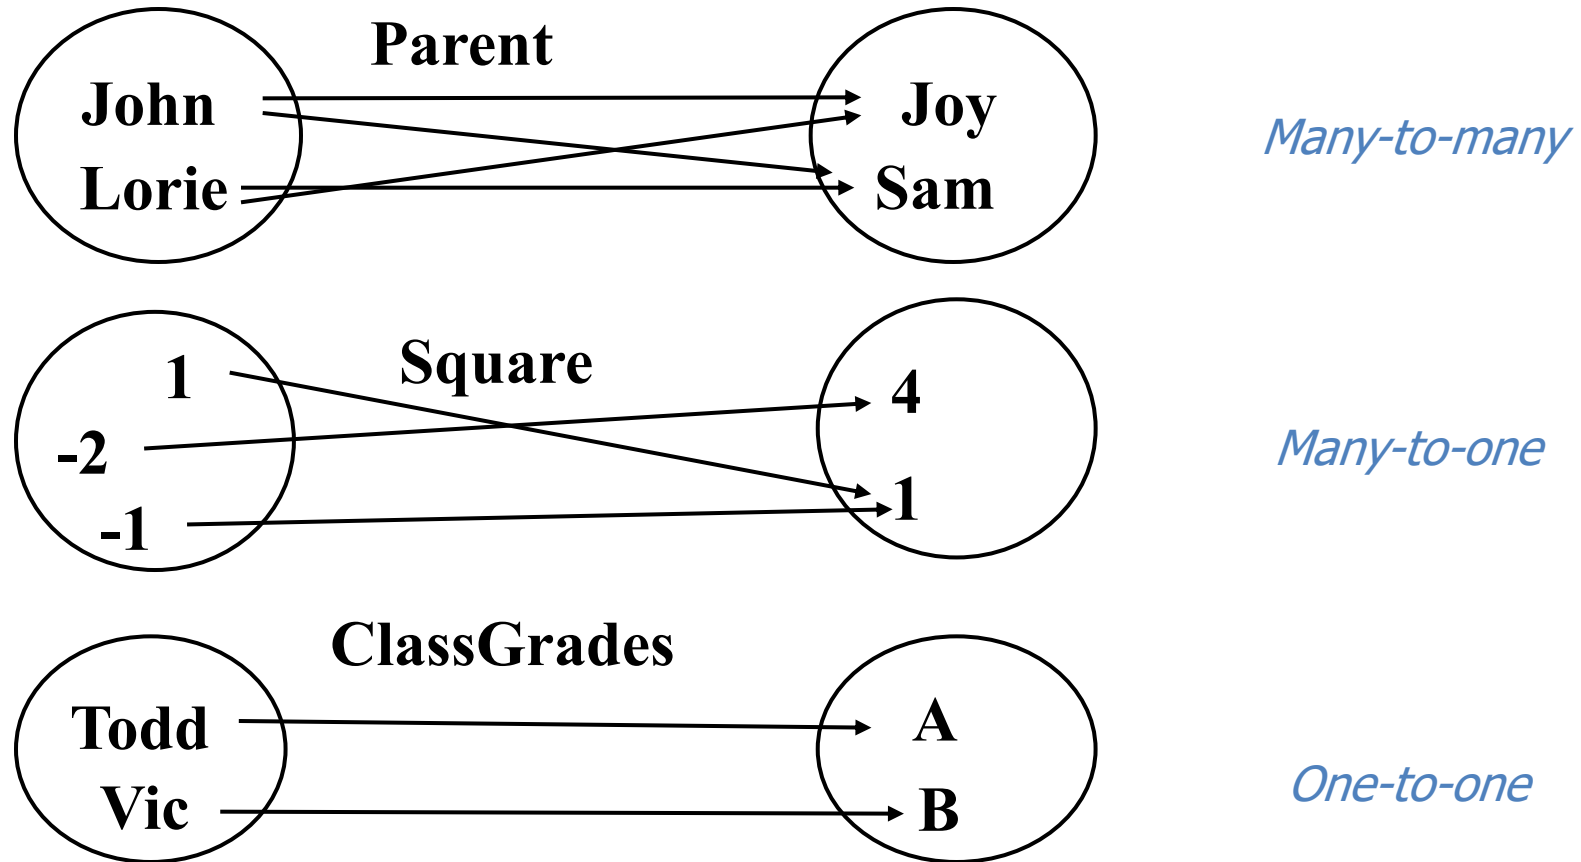 Parent
John
Joy
Many-to-many
Lorie
Sam
Square
1
4
-2
Many-to-one
-1
1
ClassGrades
Todd
A
One-to-one
Vic
B